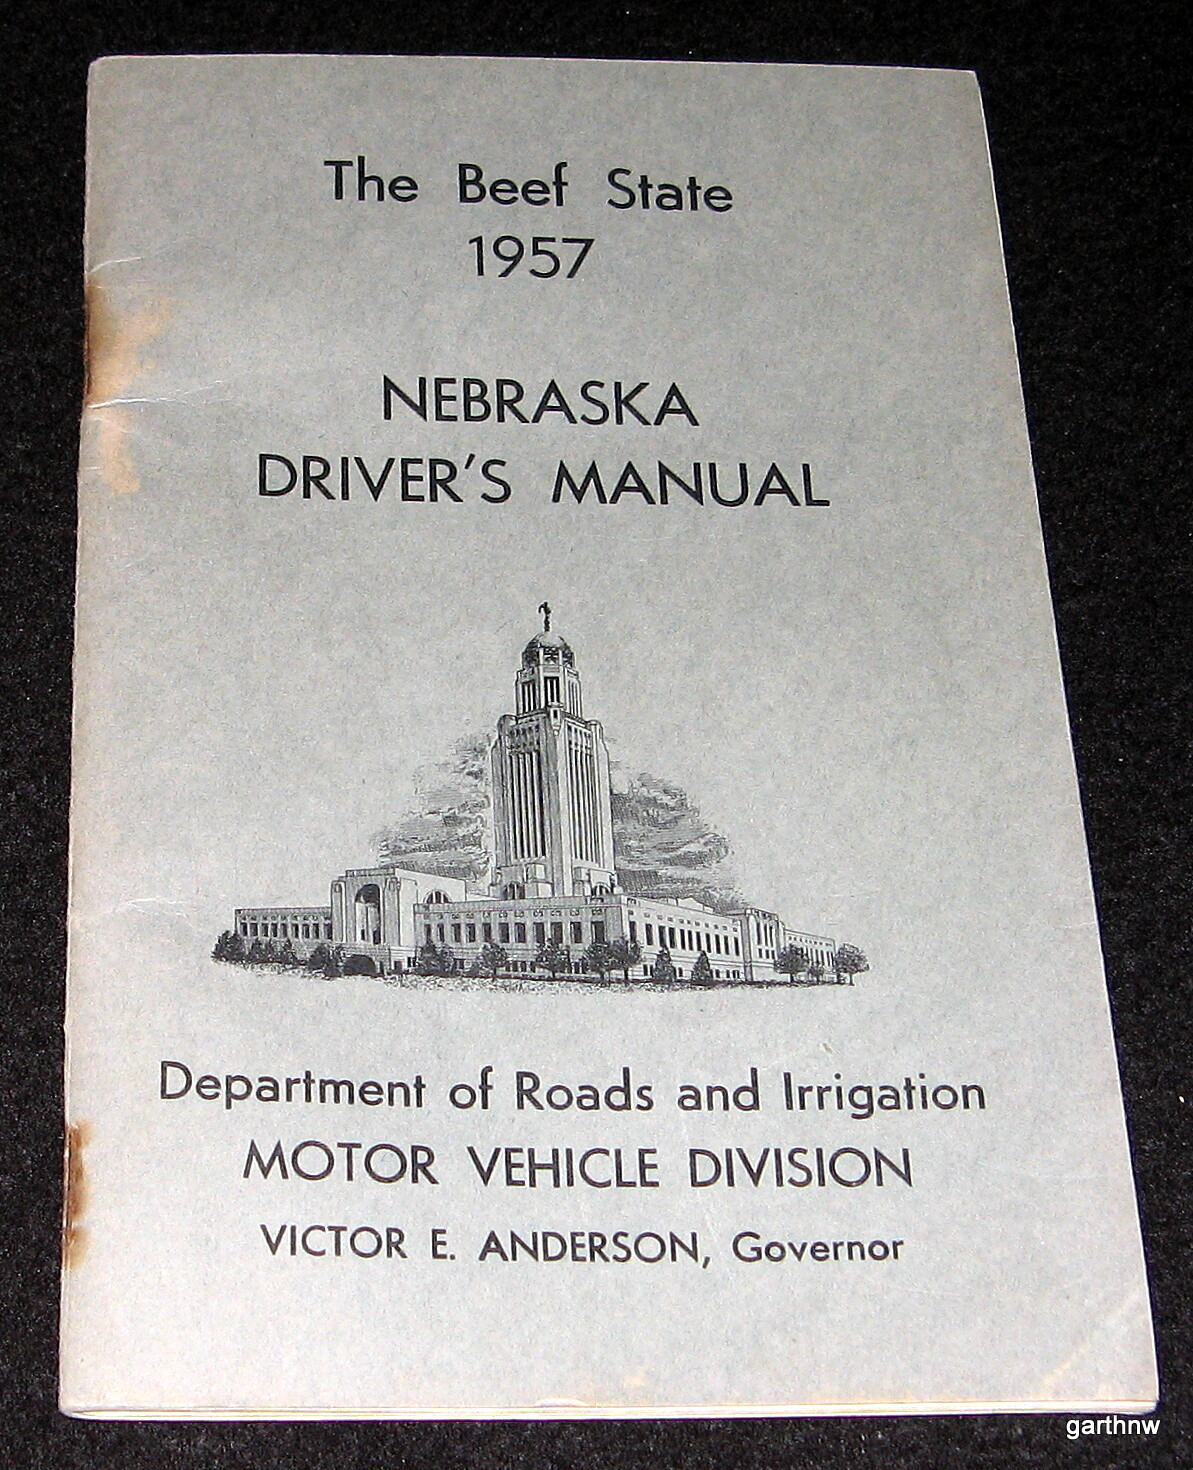 The Beef State
1957
NEBRASKA
DRIVER'S MANUAL
Department of Roads and Irrigation
MOTOR VEHICLE DIVISION
VICTOR E. ANDERSON, Governor
garthnw